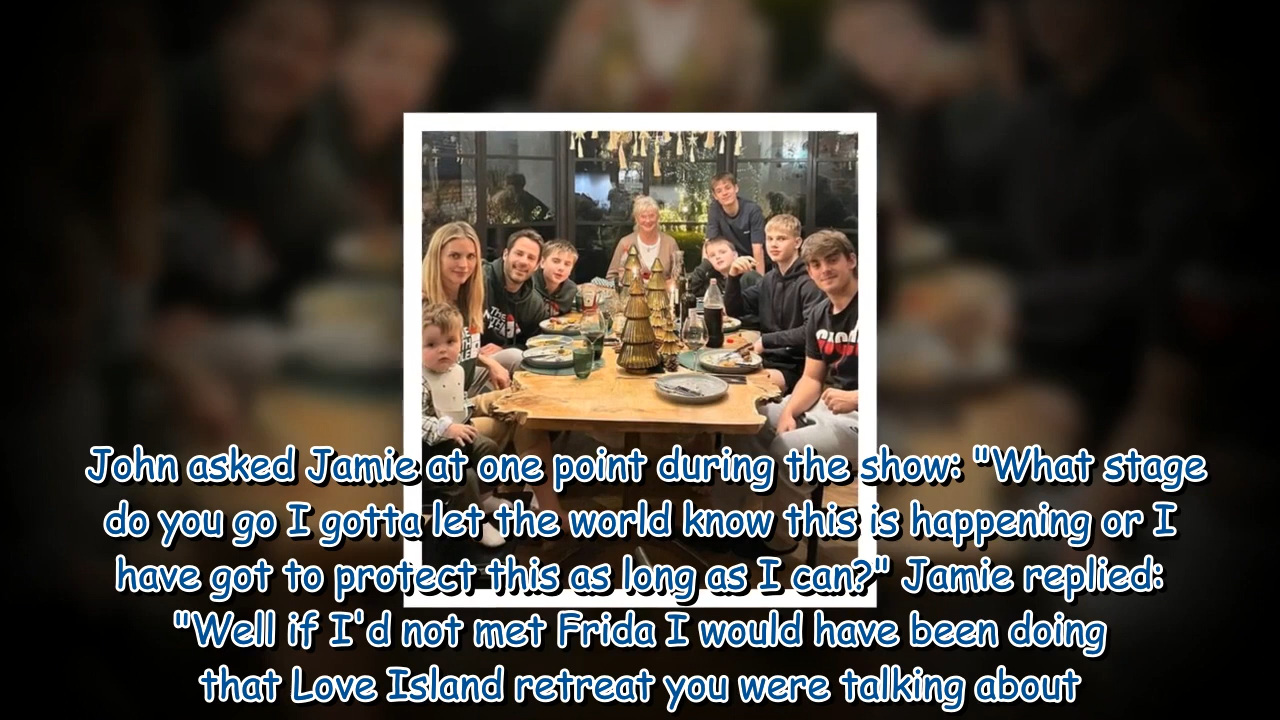 THE
NORTH
John asked Jamie at one point during the show: "What stage
do you go I gotta let the world know this is happening or I
have got to protect this as long as I can?" Jamie replied:
"Well if I'd not met Frida I would have been doing
that Love Island retreat you were talking about